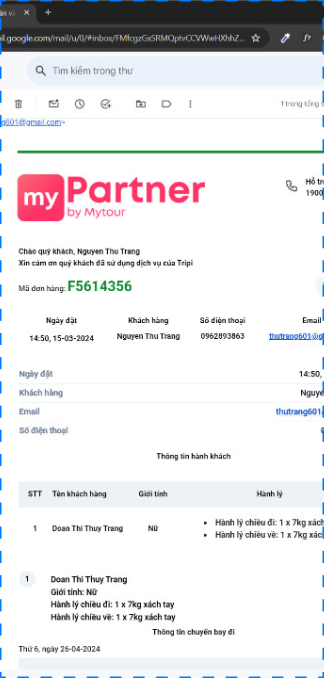 il.google.com/mail/u/0/#inbox/FMfcgzGxSRMQptvCCVWwHXhhZ...
Tìm kiếm trong thư
1 trong tổng
g601@gmail.com>
my Partner
by Mytour
Hỗ
1900
Chào quý khách, Nguyen Thu Trang
Xin cám ơn quý khách đã sử dụng dịch vụ của Tripi
Mã đơn hàng: F5614356
Ngày đặt Khách hàng Số điện thoại Email
14:50, 15-03-2024 Nguyen Thu Trang 0962893863 thutrang601@g
Ngày đặt 14:50,
Khách hàng Nguye
Email thutrang601
Số điện thoại
Thông tin hành khách
STT Tên khách hàng Giới tính Hành lý
1 Doan Thi Thuy Trang Nữ • Hành lý chiều đi: 1 x 7kg xách
• Hành lý chiều về: 1 x 7kg xác
1 Doan Thi Thuy Trang
Giới tính: Nữ
Hành lý chiều đi: 1 x 7kg xách tay
Hành lý chiều về: 1 x 7kg xách tay
Thông tin chuyến bay đi
Thứ 6, ngày 26-04-2024